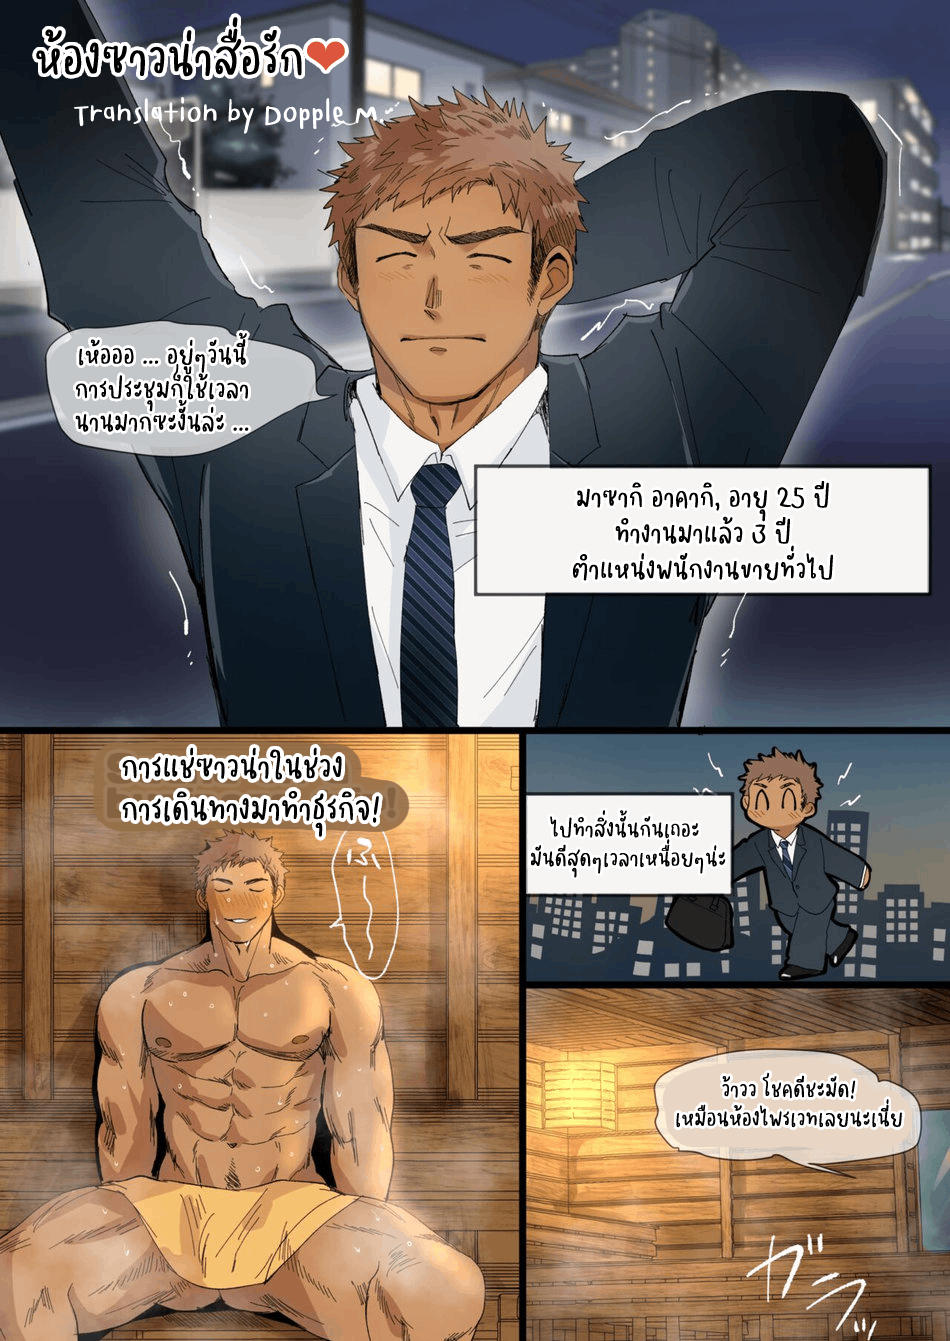 ห้องซาวน่าสื่อรัก❤
Translation by Dopple M.
เห้อออ ... อยู่ๆวันนี้
การประชุมก็ใช้เวลา
นานมากซะงั้นล่ะ ...
มาซากิ อาคากิ, อายุ 25 ปี
ทำงานมาแล้ว 3 ปี
ตำแหน่งพนักงานขายทั่วไป
ไปทำสิ่งนั้นกันเถอะ
มันดีสุดๆเวลาเหนื่อยๆน่ะ
การแช่ซาวน่าในช่วง
การเดินทางมาทำธุรกิจ!
ふ〜〜
ว้าวว โชคดีชะมัด!
เหมือนห้องไพรเวทเลยนะเนี่ย
ガラッ